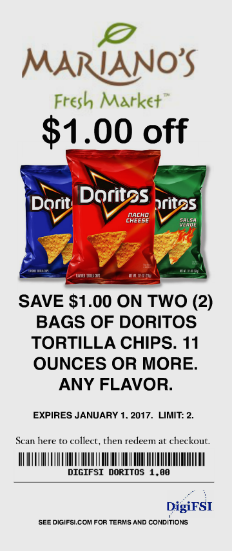 MARIANO'S
Fresh Market™
$1.00 off
Doritos Doritos Doritos
NACHO
CHEESE
SALSA
VERDE
SAVE $1.00 ON TWO (2)
BAGS OF DORITOS
TORTILLA CHIPS. 11
OUNCES OR MORE.
ANY FLAVOR.
EXPIRES JANUARY 1. 2017. LIMIT: 2.
Scan here to collect, then redeem at checkout.
DIGIFSI DORITOS 1.00
DigiFSI
SEE DIGIFSI.COM FOR TERMS AND CONDITIONS